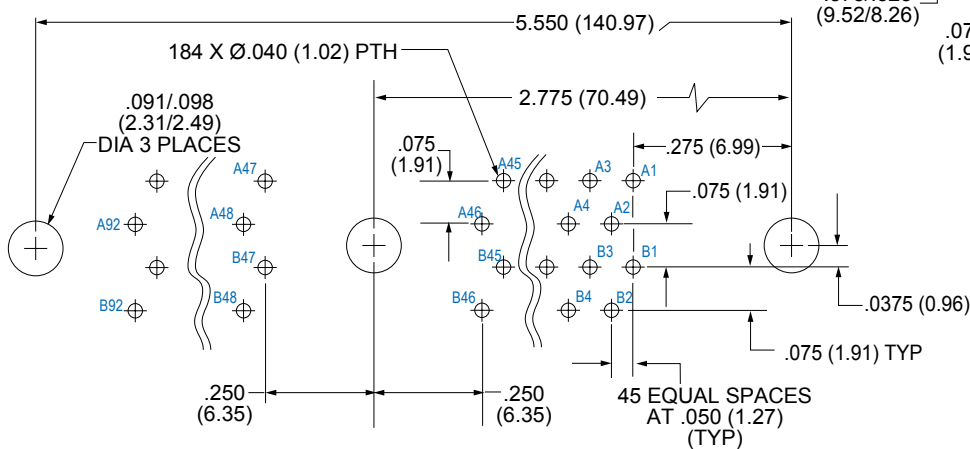 5.550 (140.97)
(9.52/8.26)
184 X Ø.040 (1.02) PTH
.091/.098
(2.31/2.49)
DIA 3 PLACES
2.775 (70.49)
.075
(1.91)
.275 (6.99)
A47
A45
A3
A1
.075 (1.91)
A92
A48
A46
A4
A2
B47
B45
B3
B1
.0375 (0.96)
B92
B48
B46
B4
B2
.075 (1.91) TYP
.250
(6.35)
.250
(6.35)
45 EQUAL SPACES
AT .050 (1.27)
(TYP)